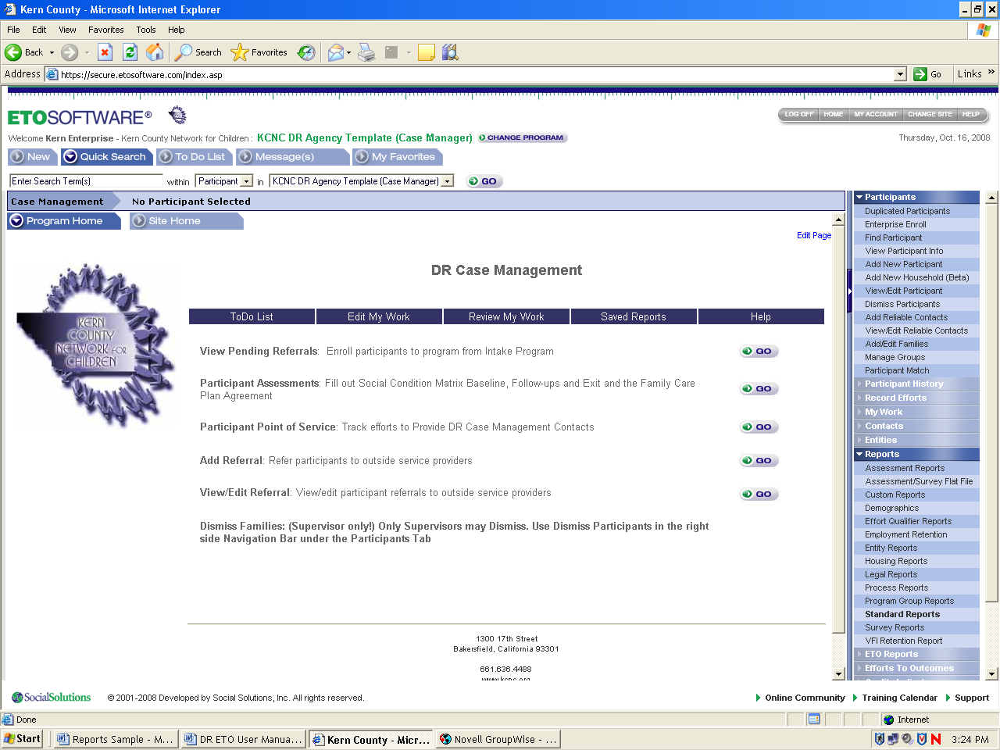 Kern County - Microsoft Internet Explorer
File Edit View Favorites Tools Help
Back Search Favorites
Address https://secure.etosoftware.com/index.asp Go Links »
ETOSOFTWARE®
LOG OFF HOME MY ACCOUNT CHANGE SITE HELP
Welcome Kern Enterprise - Kern County Network for Children : KCNC DR Agency Template (Case Manager) CHANGE PROGRAM Thursday, Oct. 16, 2008
New Quick Search To Do List Message(s) My Favorites
Enter Search Term(s) within Participant in KCNC DR Agency Template (Case Manager) GO
Case Management No Participant Selected
Program Home Site Home
Edit Page
KERN
COUNTY
NETWORK FOR
CHILDREN
DR Case Management
ToDo List Edit My Work Review My Work Saved Reports Help
View Pending Referrals: Enroll participants to program from Intake Program GO
Participant Assessments: Fill out Social Condition Matrix Baseline, Follow-ups and Exit and the Family Care
Plan Agreement GO
Participant Point of Service: Track efforts to Provide DR Case Management Contacts GO
Add Referral: Refer participants to outside service providers GO
View/Edit Referral: View/edit participant referrals to outside service providers GO
Dismiss Families: (Supervisor only!) Only Supervisors may Dismiss. Use Dismiss Participants in the right
side Navigation Bar under the Participants Tab
1300 17th Street
Bakersfield, California 93301
661.636.4488
www.kcnc.org
Participants
Duplicated Participants
Enterprise Enroll
Find Participant
View Participant Info
Add New Participant
Add New Household (Beta)
View/Edit Participant
Dismiss Participants
Add Reliable Contacts
View/Edit Reliable Contacts
Add/Edit Families
Manage Groups
Participant Match
Participant History
Record Efforts
My Work
Contacts
Entities
Reports
Assessment Reports
Assessment/Survey Flat File
Custom Reports
Demographics
Effort Qualifier Reports
Employment Retention
Entity Reports
Housing Reports
Legal Reports
Process Reports
Program Group Reports
Standard Reports
Survey Reports
VFI Retention Report
ETO Reports
Efforts To Outcomes
SocialSolutions © 2001-2008 Developed by Social Solutions, Inc. All rights reserved. Online Community Training Calendar Support
Done Internet
Start Reports Sample - M... DR ETO User Manua... Kern County - Micr... Novell GroupWise - ... 3:24 PM